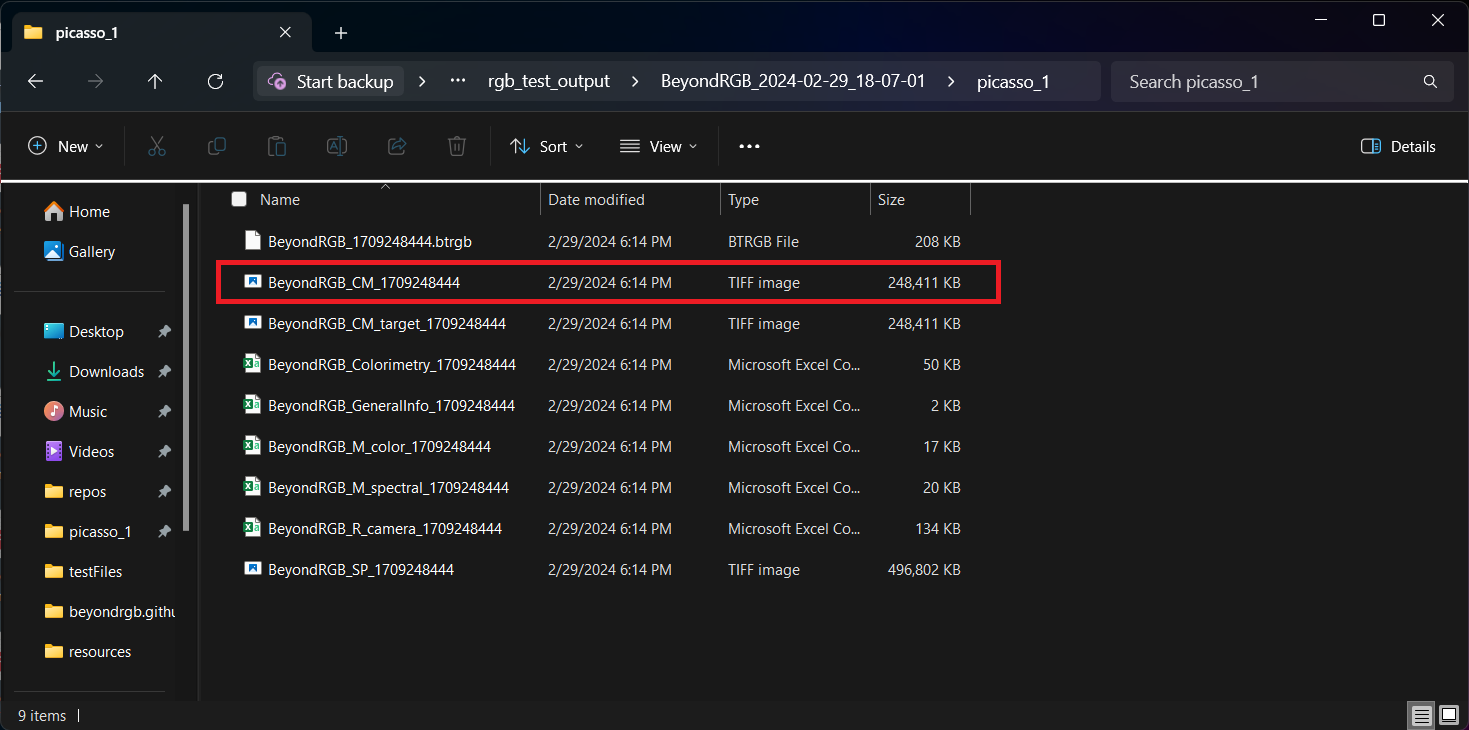 picasso_1
Start backup > ... rgb_test_output > BeyondRGB_2024-02-29_18-07-01 > picasso_1 Search picasso_1
New Sort View ... Details
Name Date modified Type Size
Home
Gallery
Desktop
Downloads
Music
Videos
repos
picasso_1
testFiles
beyondrgb.githu
resources
BeyondRGB_1709248444.btrgb 2/29/2024 6:14 PM BTRGB File 208 KB
BeyondRGB_CM_1709248444 2/29/2024 6:14 PM TIFF image 248,411 KB
BeyondRGB_CM_target_1709248444 2/29/2024 6:14 PM TIFF image 248,411 KB
BeyondRGB_Colorimetry_1709248444 2/29/2024 6:14 PM Microsoft Excel Co... 50 KB
BeyondRGB_GeneralInfo_1709248444 2/29/2024 6:14 PM Microsoft Excel Co... 2 KB
BeyondRGB_M_color_1709248444 2/29/2024 6:14 PM Microsoft Excel Co... 17 KB
BeyondRGB_M_spectral_1709248444 2/29/2024 6:14 PM Microsoft Excel Co... 20 KB
BeyondRGB_R_camera_1709248444 2/29/2024 6:14 PM Microsoft Excel Co... 134 KB
BeyondRGB_SP_1709248444 2/29/2024 6:14 PM TIFF image 496,802 KB
9 items